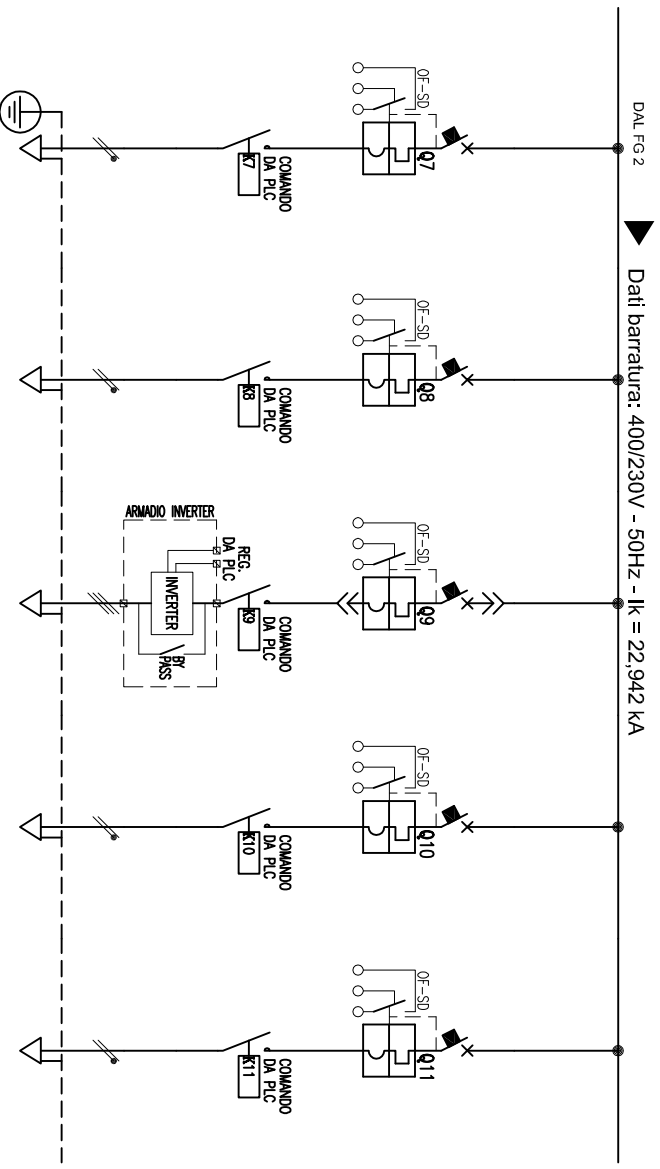 DAL FG 2
Dati barratura: 400/230V - 50Hz - Ik = 22,942 kA
OF-SD
Q7
COMANDO
DA PLC
K7
OF-SD
Q8
COMANDO
DA PLC
K8
OF-SD
Q9
COMANDO
DA PLC
K9
ARMADIO INVERTER
REG.
DA PLC
INVERTER
BY
PASS
OF-SD
Q10
COMANDO
DA PLC
K10
OF-SD
Q11
COMANDO
DA PLC
K11